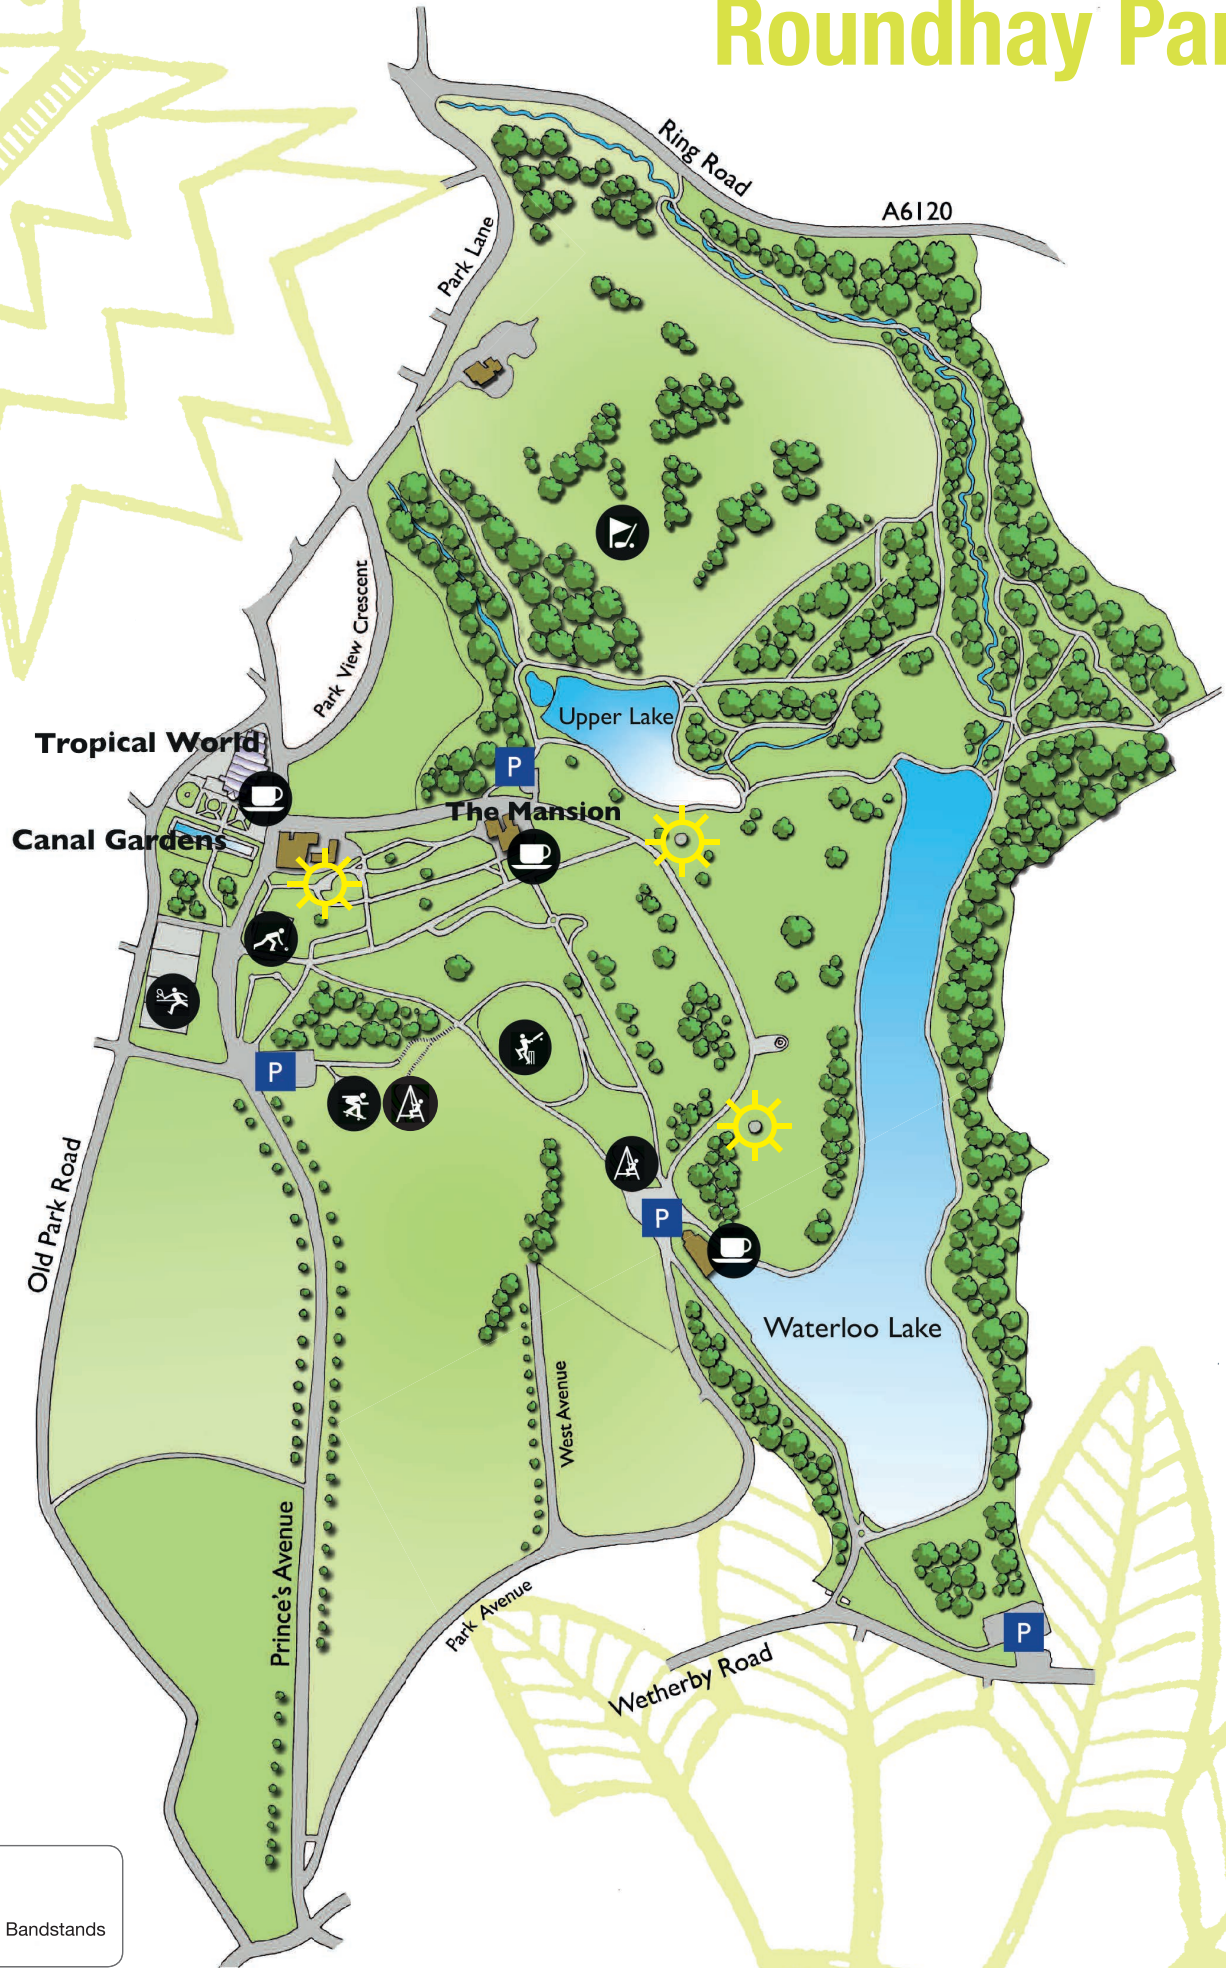 Roundhay Par
Ring Road
A6120
Park Lane
Park View Crescent
Upper Lake
Tropical World
P
The Mansion
Canal Gardens
P
Old Park Road
P
Waterloo Lake
West Avenue
Prince's Avenue
Park Avenue
P
Wetherby Road
Bandstands